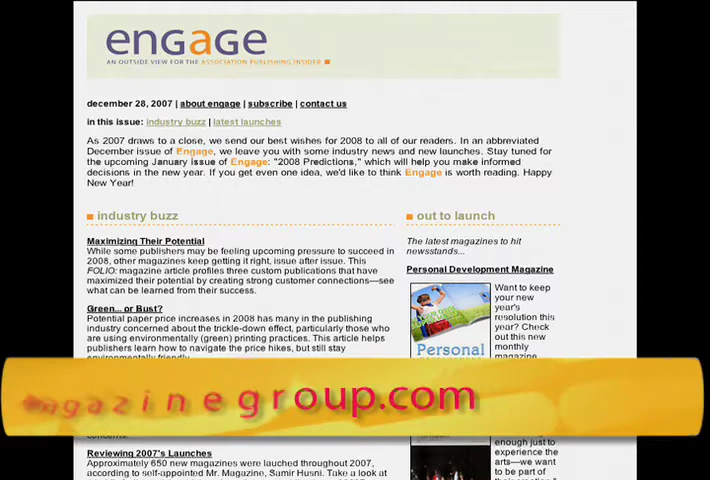 engage
AN OUTSIDE VIEW FOR THE ASSOCIATION PUBLISHING INSIDER
december 28, 2007 | about engage | subscribe | contact us
in this issue: industry buzz | latest launches
As 2007 draws to a close, we send our best wishes for 2008 to all of our readers. In an abbreviated
December issue of Engage, we leave you with some industry news and new launches. Stay tuned for
the upcoming January issue of Engage: "2008 Predictions," which will help you make informed
decisions in the new year. If you get even one idea, we'd like to think Engage is worth reading. Happy
New Year!
industry buzz
Maximizing Their Potential
While some publishers may be feeling upcoming pressure to succeed in
2008, other magazines keep getting it right, issue after issue. This
FOLIO: magazine article profiles three custom publications that have
maximized their potential by creating strong customer connections—see
what can be learned from their success.
Green... or Bust?
Potential paper price increases in 2008 has many in the publishing
industry concerned about the trickle-down effect, particularly those who
are using environmentally (green) printing practices. This article helps
publishers learn how to navigate the price hikes, but still stay
environmentally friendly.
out to launch
The latest magazines to hit
newsstands...
Personal Development Magazine
Want to keep
your new
year's
resolution this
year? Check
out this new
monthly
magazine
Personal
magazinegroup.com
concerns.
Reviewing 2007's Launches
Approximately 650 new magazines were lauched throughout 2007,
according to self-appointed Mr. Magazine, Samir Husni. Take a look at
enough just to
experience the
arts—we want
to be part of